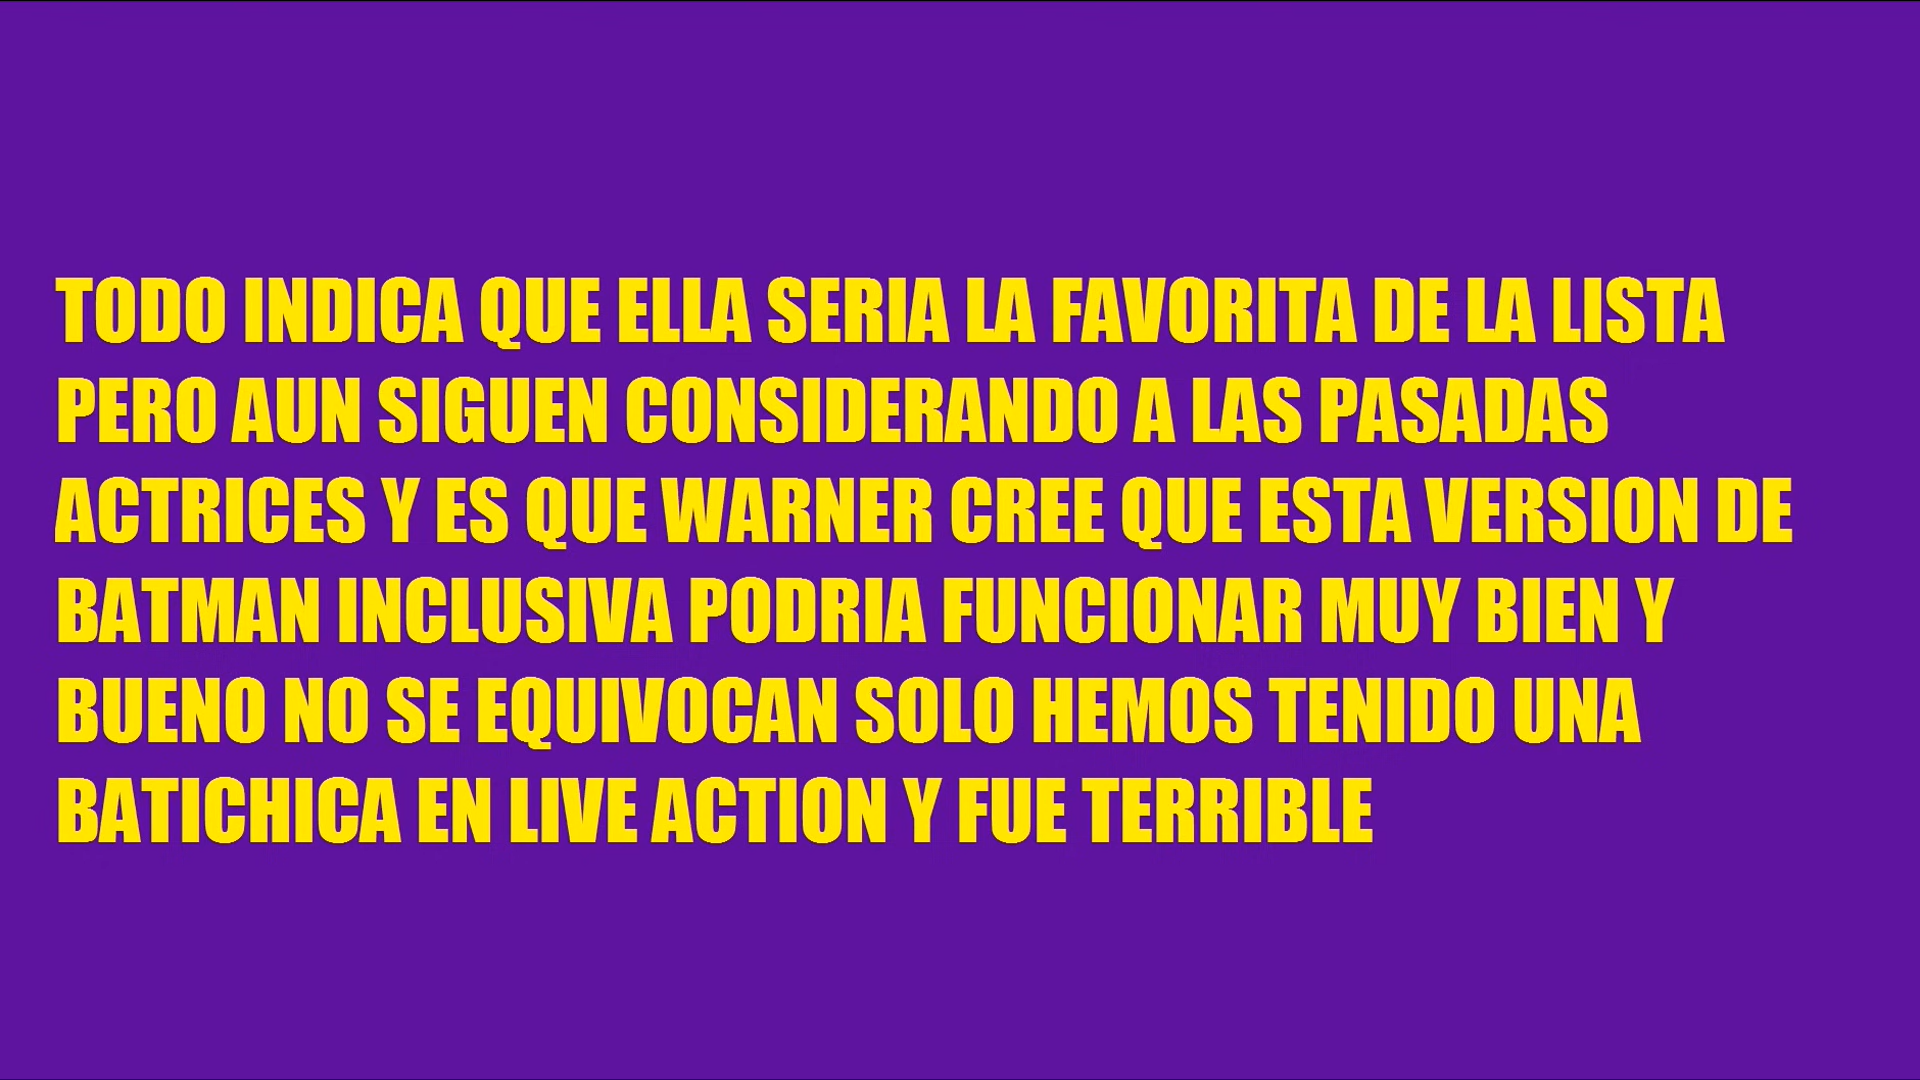 TODO INDICA QUE ELLA SERIA LA FAVORITA DE LA LISTA
PERO AUN SIGUEN CONSIDERANDO A LAS PASADAS
ACTRICES Y ES QUE WARNER CREE QUE ESTA VERSION DE
BATMAN INCLUSIVA PODRIA FUNCIONAR MUY BIEN Y
BUENO NO SE EQUIVOCAN SOLO HEMOS TENIDO UNA
BATICHICA EN LIVE ACTION Y FUE TERRIBLE